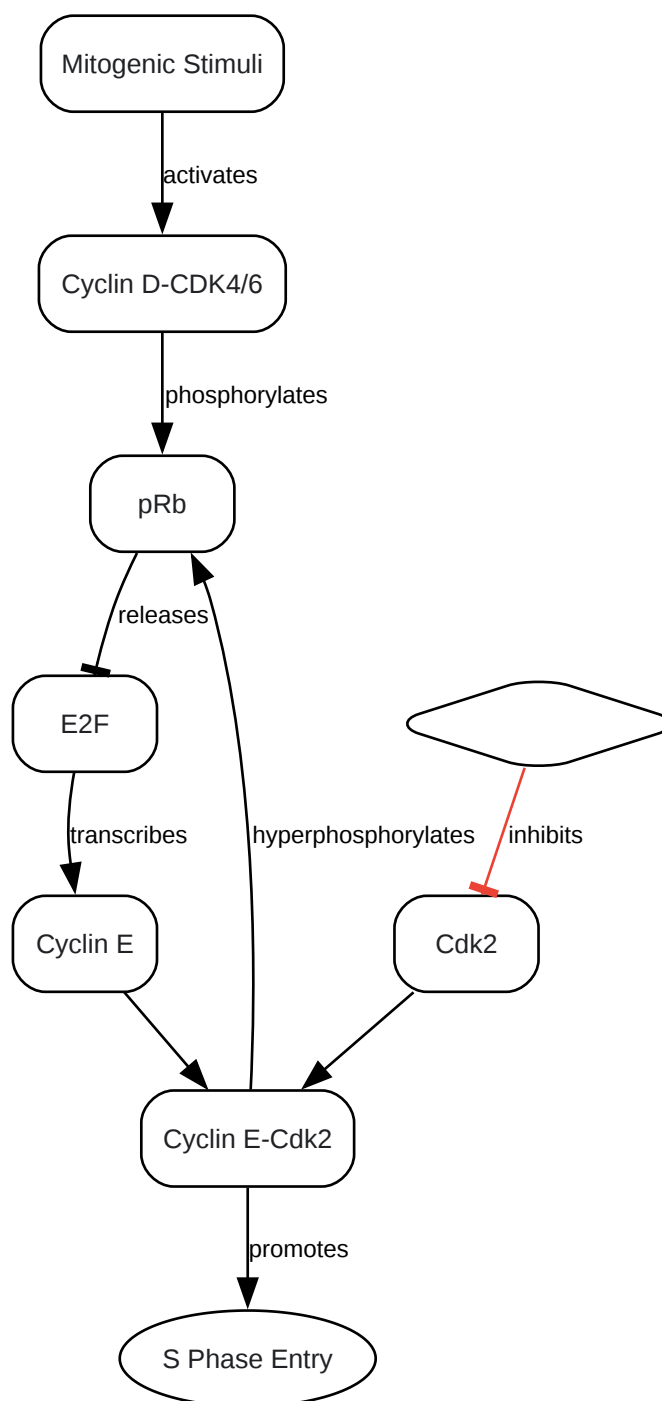 Mitogenic Stimuli
activates
Cyclin D-CDK4/6
phosphorylates
pRb
releases
E2F
transcribes
hyperphosphorylates
inhibits
Cyclin E
Cdk2
Cyclin E-Cdk2
promotes
S Phase Entry